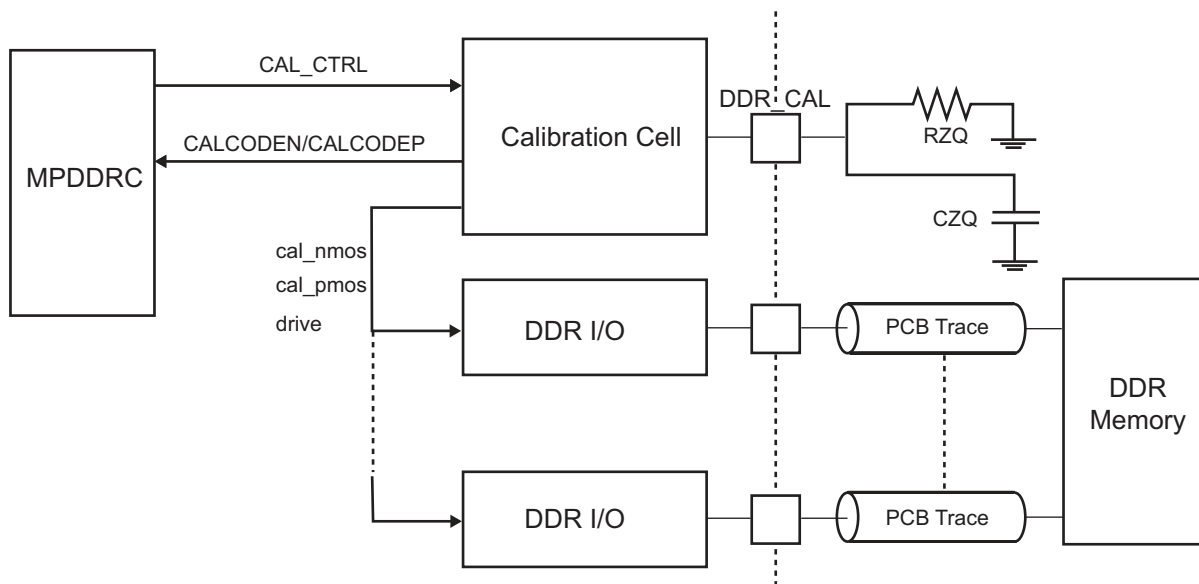 CAL_CTRL
DDR_CAL
CALCODEN/CALCODEP
Calibration Cell
RZQ
MPDDRC
CZQ
cal_nmos
cal_pmos
drive
DDR I/O
PCB Trace
DDR
Memory
DDR I/O
PCB Trace